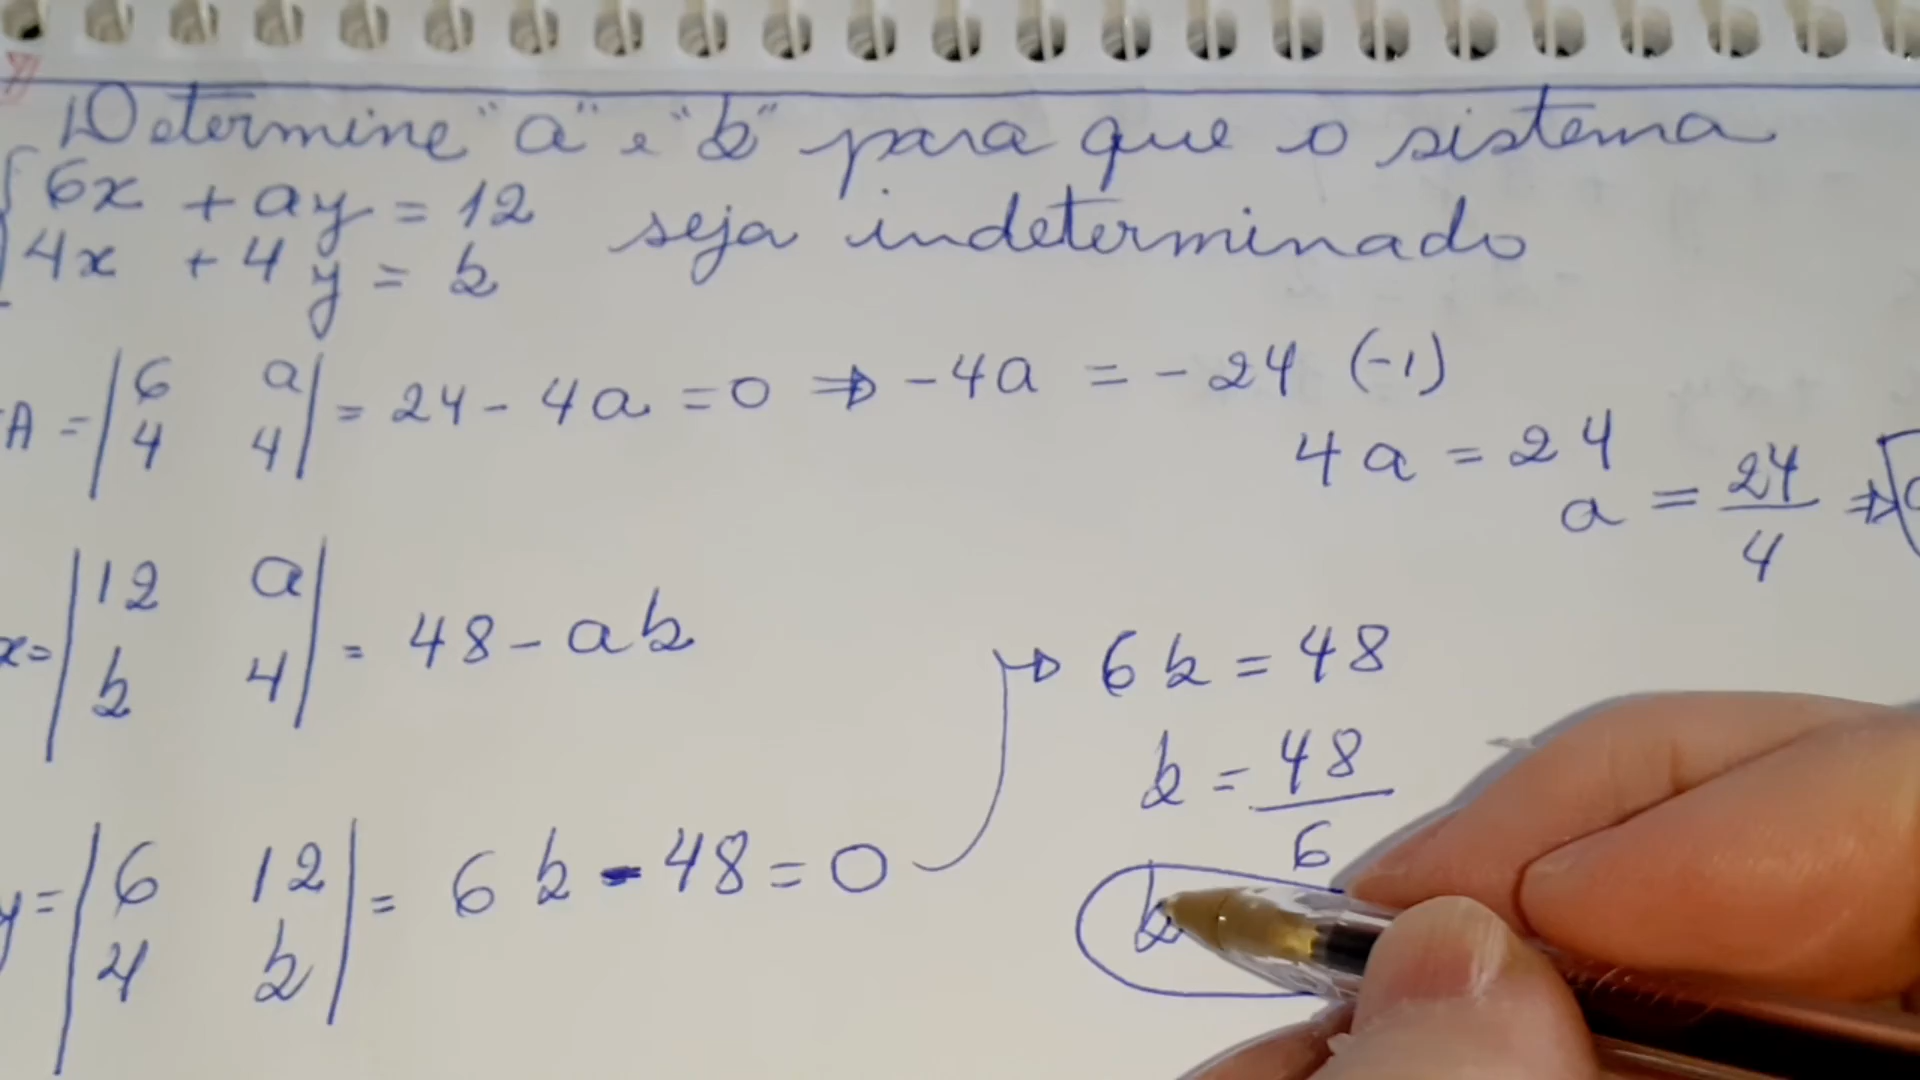 Determine "a" e "b" para que o sistema
6x + ay = 12
4x + 4y = b
seja indeterminado
A = |6 a| = 24 - 4a = 0 ⇒ -4a = -24 (-1)
|4 4|
4a = 24
a = 24/4 ⇒
x = |12 a| = 48 - ab
|b 4|
y = |6 12| = 6b - 48 = 0
|4 b|
→ 6b = 48
b = 48/6
b